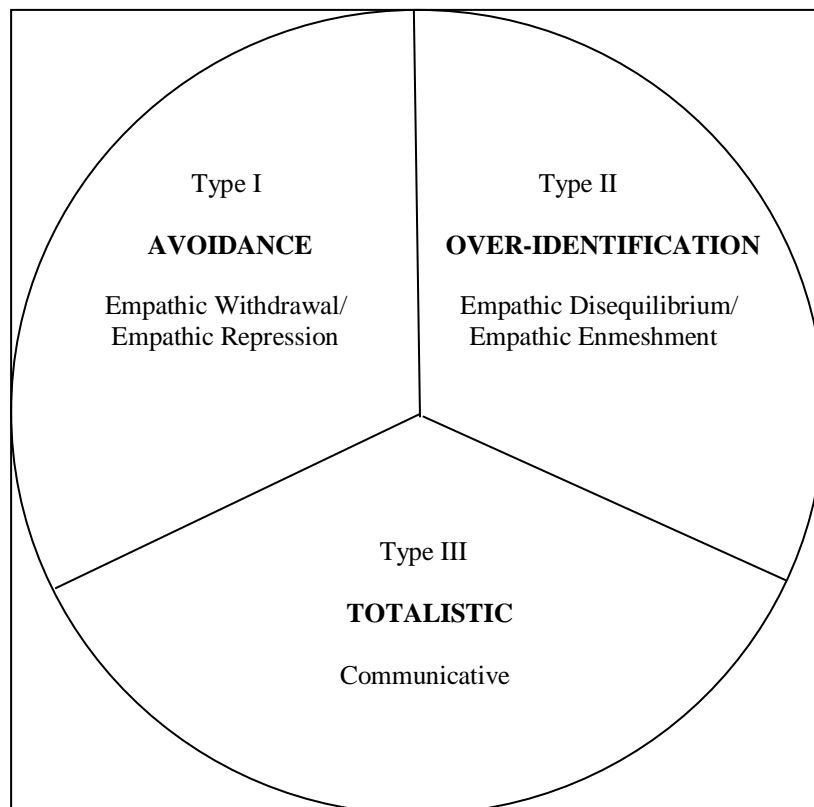 Type I
AVOIDANCE
Empathic Withdrawal/
Empathic Repression
Type II
OVER-IDENTIFICATION
Empathic Disequilibrium/
Empathic Enmeshment
Type III
TOTALISTIC
Communicative